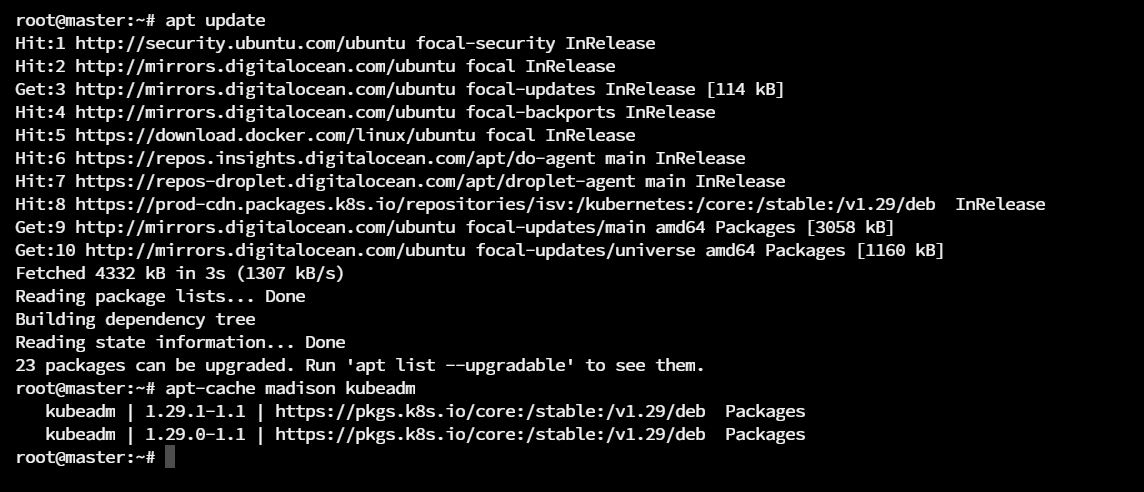 root@master:~# apt update
Hit:1 http://security.ubuntu.com/ubuntu focal-security InRelease
Hit:2 http://mirrors.digitalocean.com/ubuntu focal InRelease
Get:3 http://mirrors.digitalocean.com/ubuntu focal-updates InRelease [114 kB]
Hit:4 http://mirrors.digitalocean.com/ubuntu focal-backports InRelease
Hit:5 https://download.docker.com/linux/ubuntu focal InRelease
Hit:6 https://repos.insights.digitalocean.com/apt/do-agent main InRelease
Hit:7 https://repos-droplet.digitalocean.com/apt/droplet-agent main InRelease
Hit:8 https://prod-cdn.packages.k8s.io/repositories/isv:/kubernetes:/core:/stable:/v1.29/deb  InRelease
Get:9 http://mirrors.digitalocean.com/ubuntu focal-updates/main amd64 Packages [3058 kB]
Get:10 http://mirrors.digitalocean.com/ubuntu focal-updates/universe amd64 Packages [1160 kB]
Fetched 4332 kB in 3s (1307 kB/s)
Reading package lists... Done
Building dependency tree
Reading state information... Done
23 packages can be upgraded. Run 'apt list --upgradable' to see them.
root@master:~# apt-cache madison kubeadm
   kubeadm | 1.29.1-1.1 | https://pkgs.k8s.io/core:/stable:/v1.29/deb  Packages
   kubeadm | 1.29.0-1.1 | https://pkgs.k8s.io/core:/stable:/v1.29/deb  Packages
root@master:~#